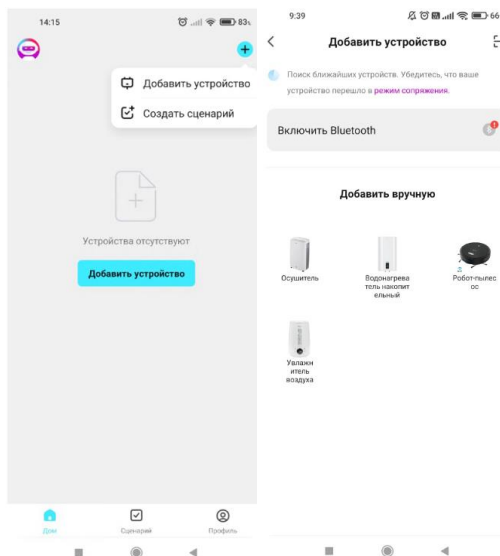 14:15
83%
Добавить устройство
Создать сценарий
Устройства отсутствуют
Добавить устройство
Дом
Сценарий
Профиль
9:39
66
Добавить устройство
Поиск ближайших устройств. Убедитесь, что ваше
устройство перешло в режим сопряжения.
Включить Bluetooth
Добавить вручную
Осушитель
Водонагрева
тель накопит
ельный
Робот-пылес
ос
Увлажн
итель
воздуха